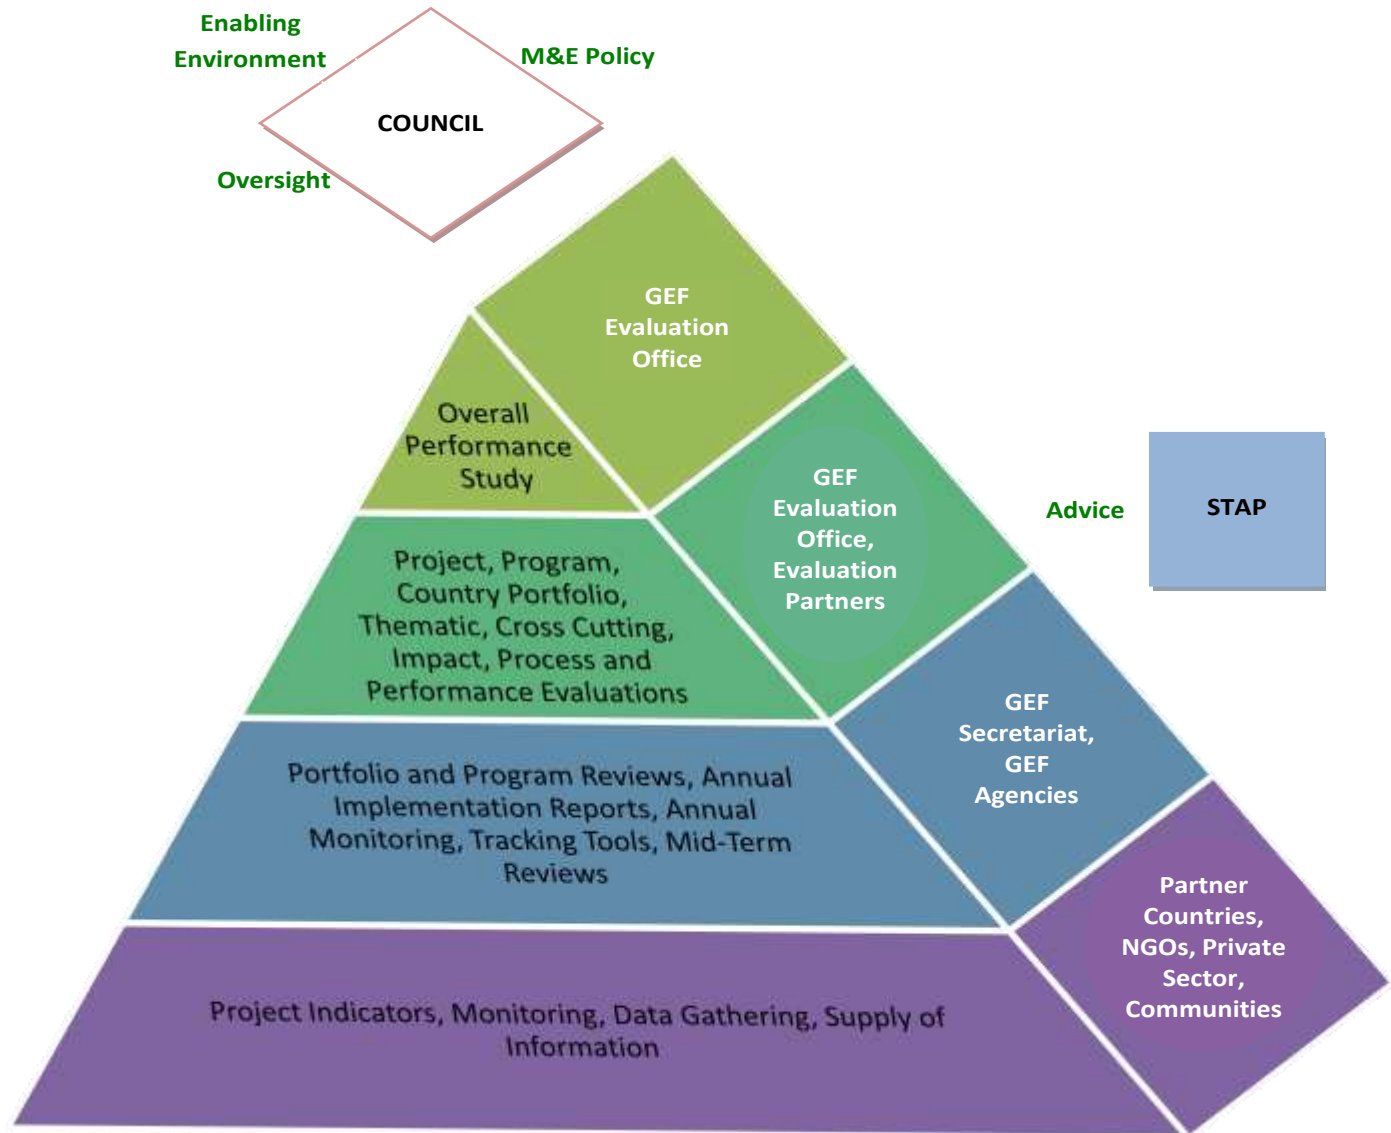 Enabling
Environment
M&E Policy
COUNCIL
Oversight
GEF
Evaluation
Office
Overall
Performance
Study
GEF
Evaluation
Office,
Evaluation
Partners
Advice
STAP
Project, Program,
Country Portfolio,
Thematic, Cross Cutting,
Impact, Process and
Performance Evaluations
GEF
Secretariat,
GEF
Agencies
Portfolio and Program Reviews, Annual
Implementation Reports, Annual
Monitoring, Tracking Tools, Mid-Term
Reviews
Partner
Countries,
NGOs, Private
Sector,
Communities
Project Indicators, Monitoring, Data Gathering, Supply of
Information